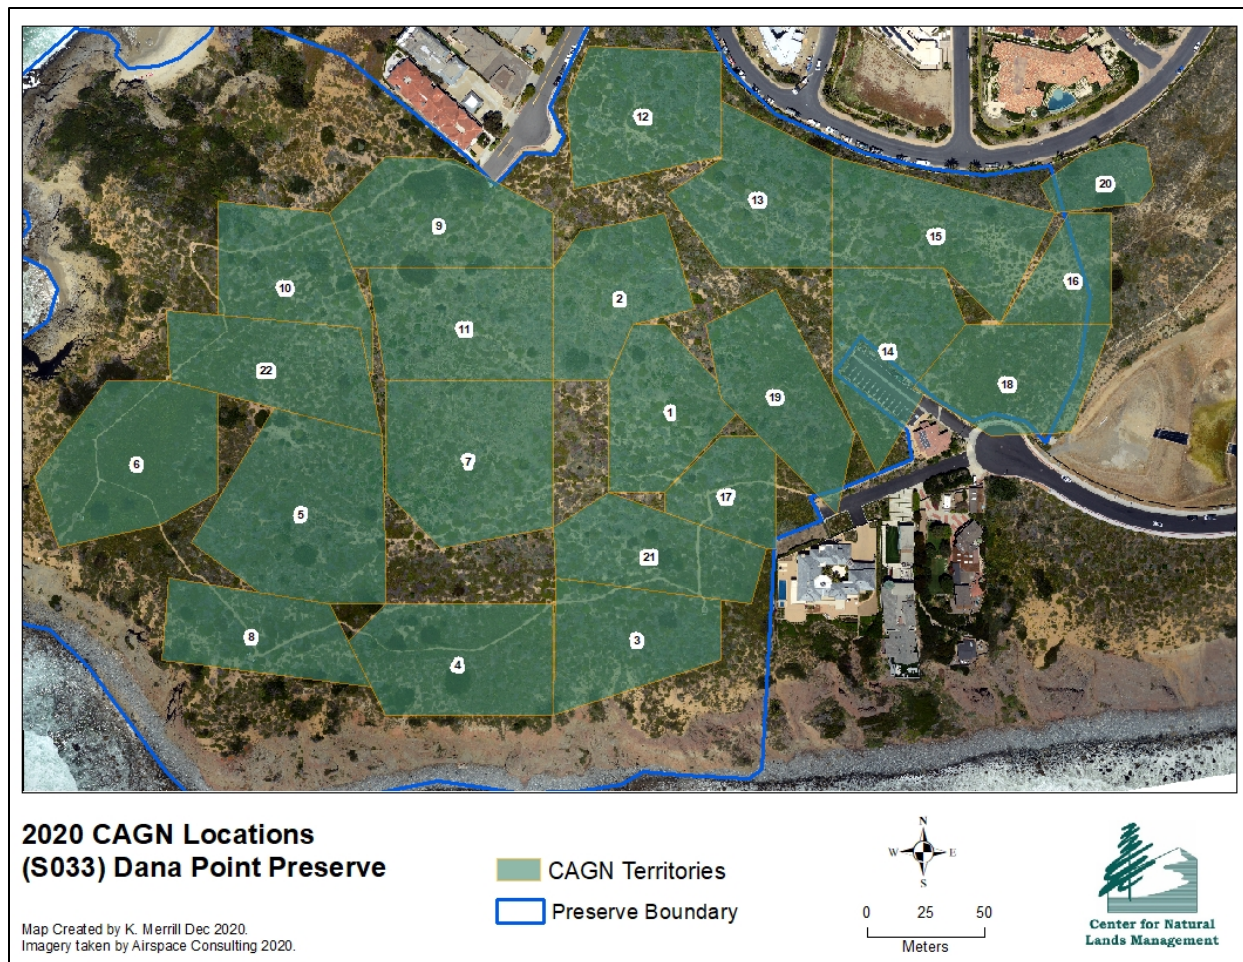 12
13
20
9
15
10
2
16
11
14
22
18
19
1
6
7
17
5
21
8
3
4
2020 CAGN Locations
(S033) Dana Point Preserve
CAGN Territories
Preserve Boundary
Map Created by K. Merrill Dec 2020.
Imagery taken by Airspace Consulting 2020.
N
W E
S
0 25 50
Meters
Center for Natural
Lands Management